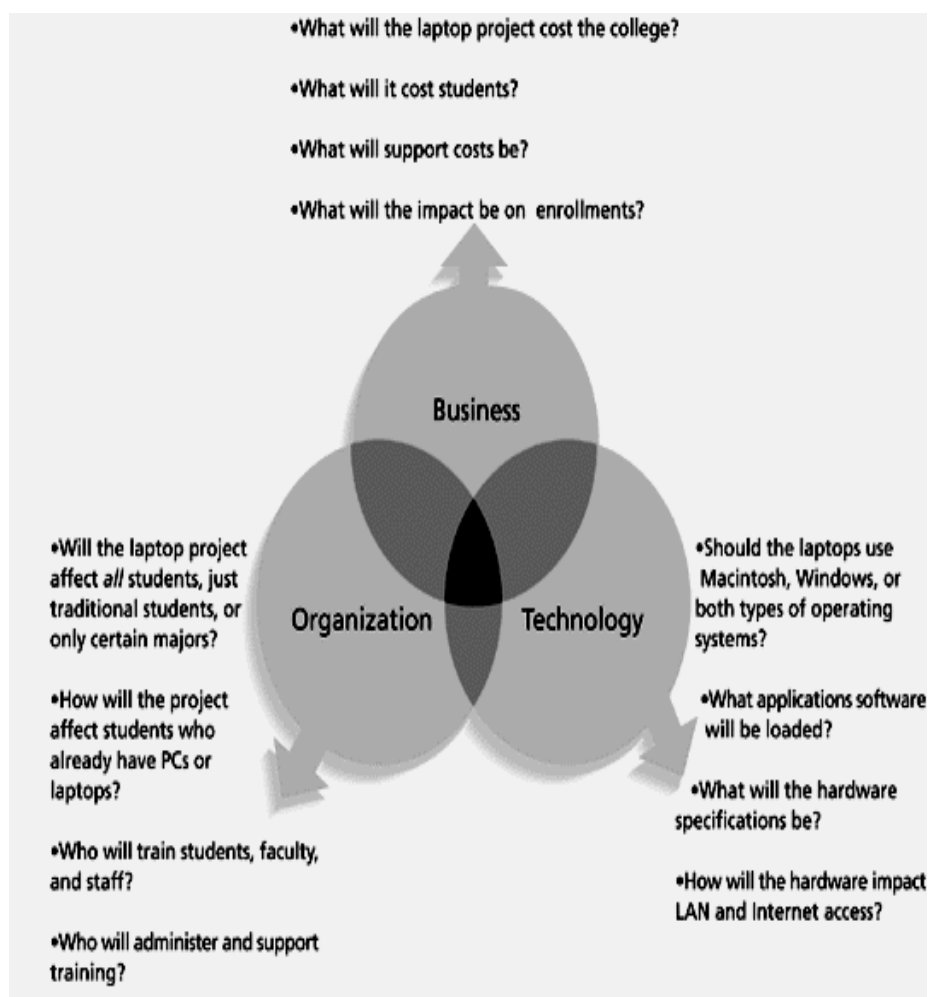 •What will the laptop project cost the college?
•What will it cost students?
•What will support costs be?
•What will the impact be on enrollments?
Business
Organization
Technology
•Will the laptop project
affect all students, just
traditional students, or
only certain majors?
•How will the project
affect students who
already have PCs or
laptops?
•Who will train students, faculty,
and staff?
•Who will administer and support
training?
•Should the laptops use
Macintosh, Windows, or
both types of operating
systems?
•What applications software
will be loaded?
•What will the hardware
specifications be?
•How will the hardware impact
LAN and Internet access?